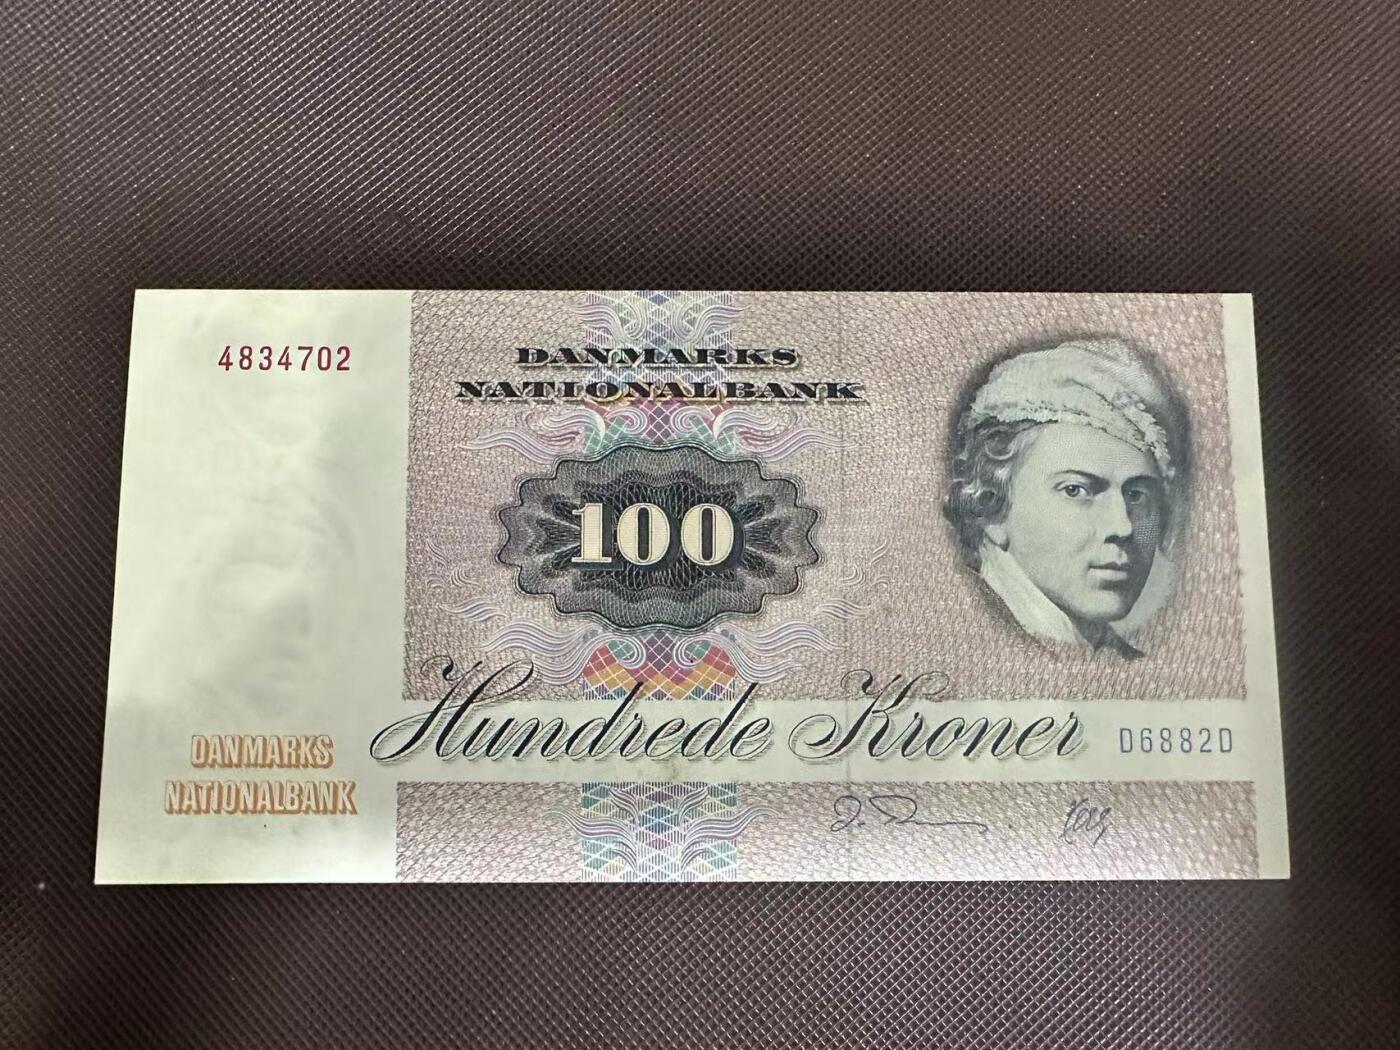 4834702
DANMARKS
NATIONALBANK
100
Hundrede Kroner
D6882D
DANMARKS
NATIONALBANK